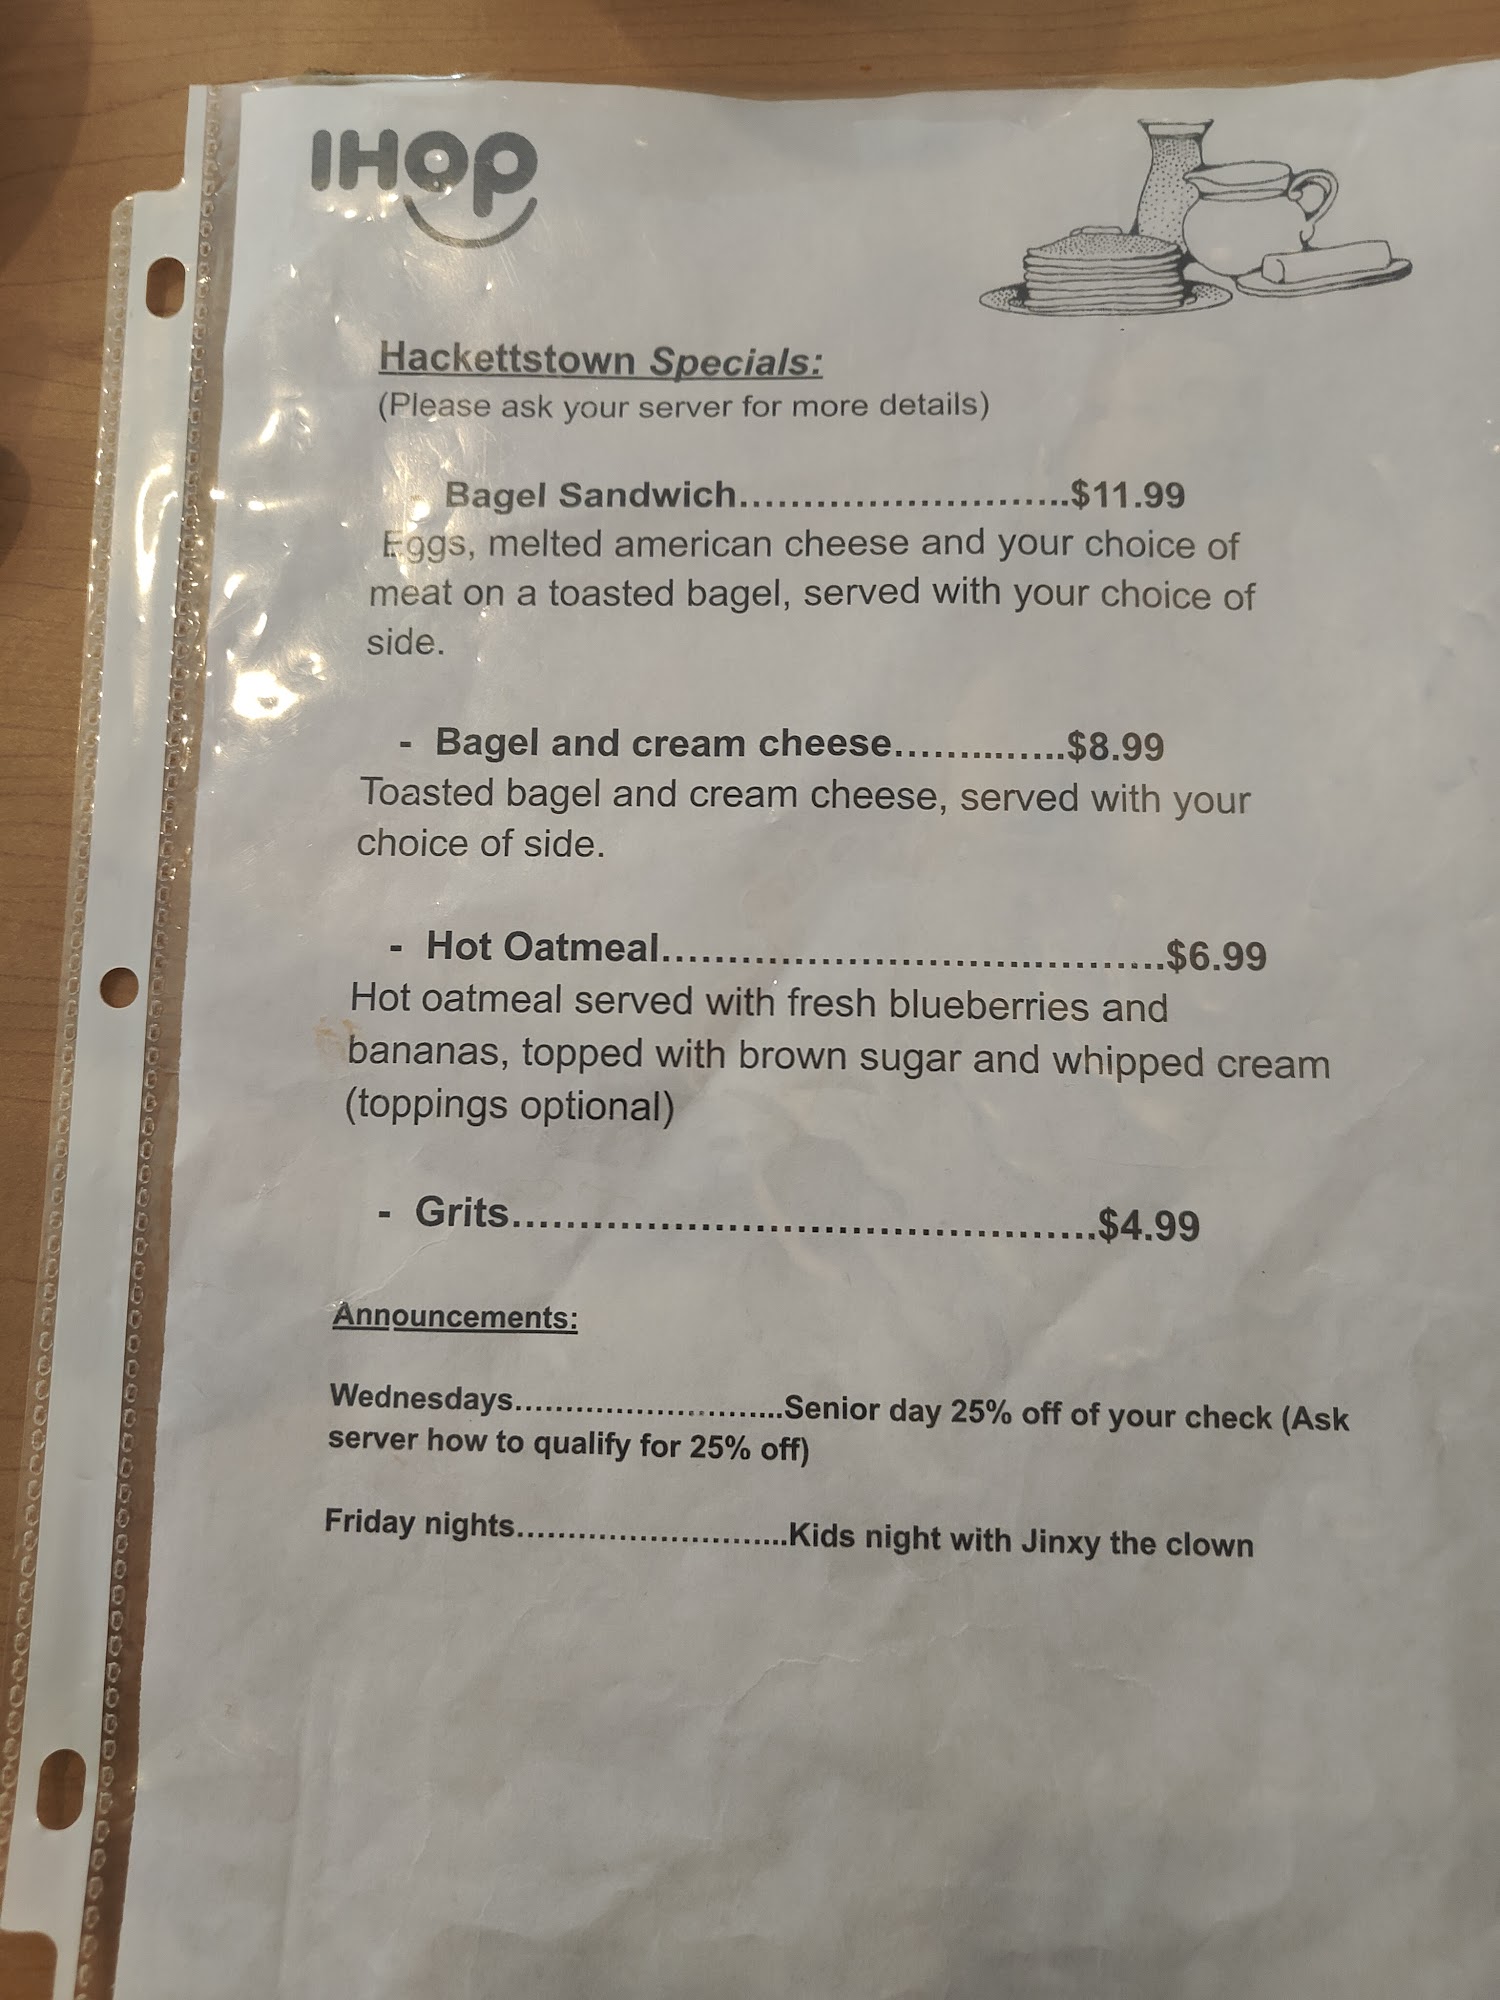 IHOP
Hackettstown Specials:
(Please ask your server for more details)
- Bagel Sandwich............................$11.99
Eggs, melted american cheese and your choice of
meat on a toasted bagel, served with your choice of
side.
- Bagel and cream cheese..............$8.99
Toasted bagel and cream cheese, served with your
choice of side.
- Hot Oatmeal.......................................$6.99
Hot oatmeal served with fresh blueberries and
bananas, topped with brown sugar and whipped cream
(toppings optional)
- Grits............................................$4.99
Announcements:
Wednesdays...........................Senior day 25% off of your check (Ask
server how to qualify for 25% off)
Friday nights...........................Kids night with Jinxy the clown